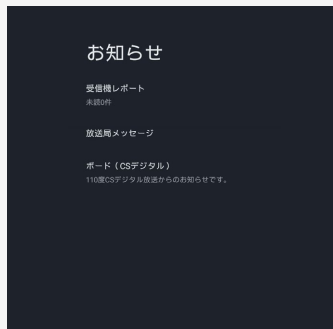 お知らせ
受信機レポート
未読0件
放送局メッセージ
ボード（CSデジタル）
110度CSデジタル放送からのお知らせです。